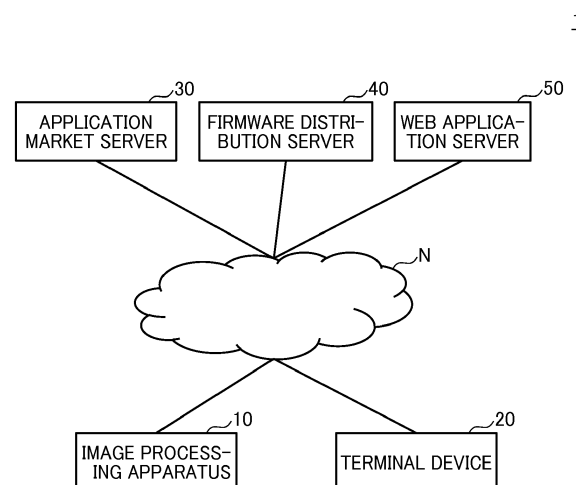 30
40
50
APPLICATION
MARKET SERVER
FIRMWARE DISTRI-
BUTION SERVER
WEB APPLICA-
TION SERVER
N
10
20
IMAGE PROCESS-
ING APPARATUS
TERMINAL DEVICE